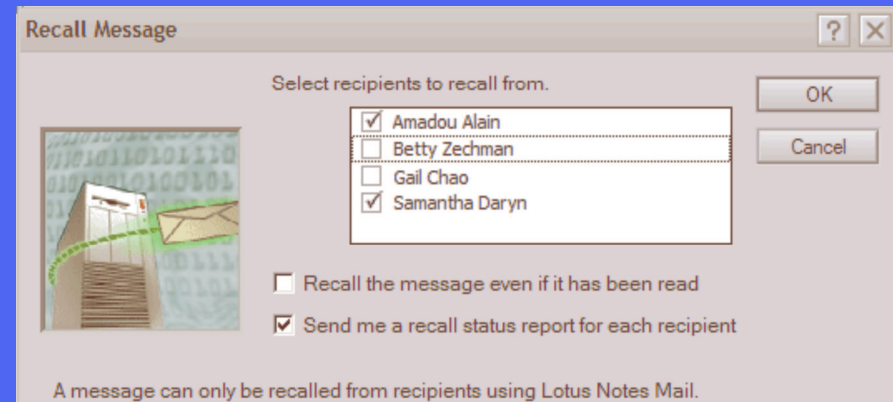 Recall Message
Select recipients to recall from.
OK
Amadou Alain
Betty Zechman
Cancel
Gail Chao
Samantha Daryn
Recall the message even if it has been read
Send me a recall status report for each recipient
A message can only be recalled from recipients using Lotus Notes Mail.